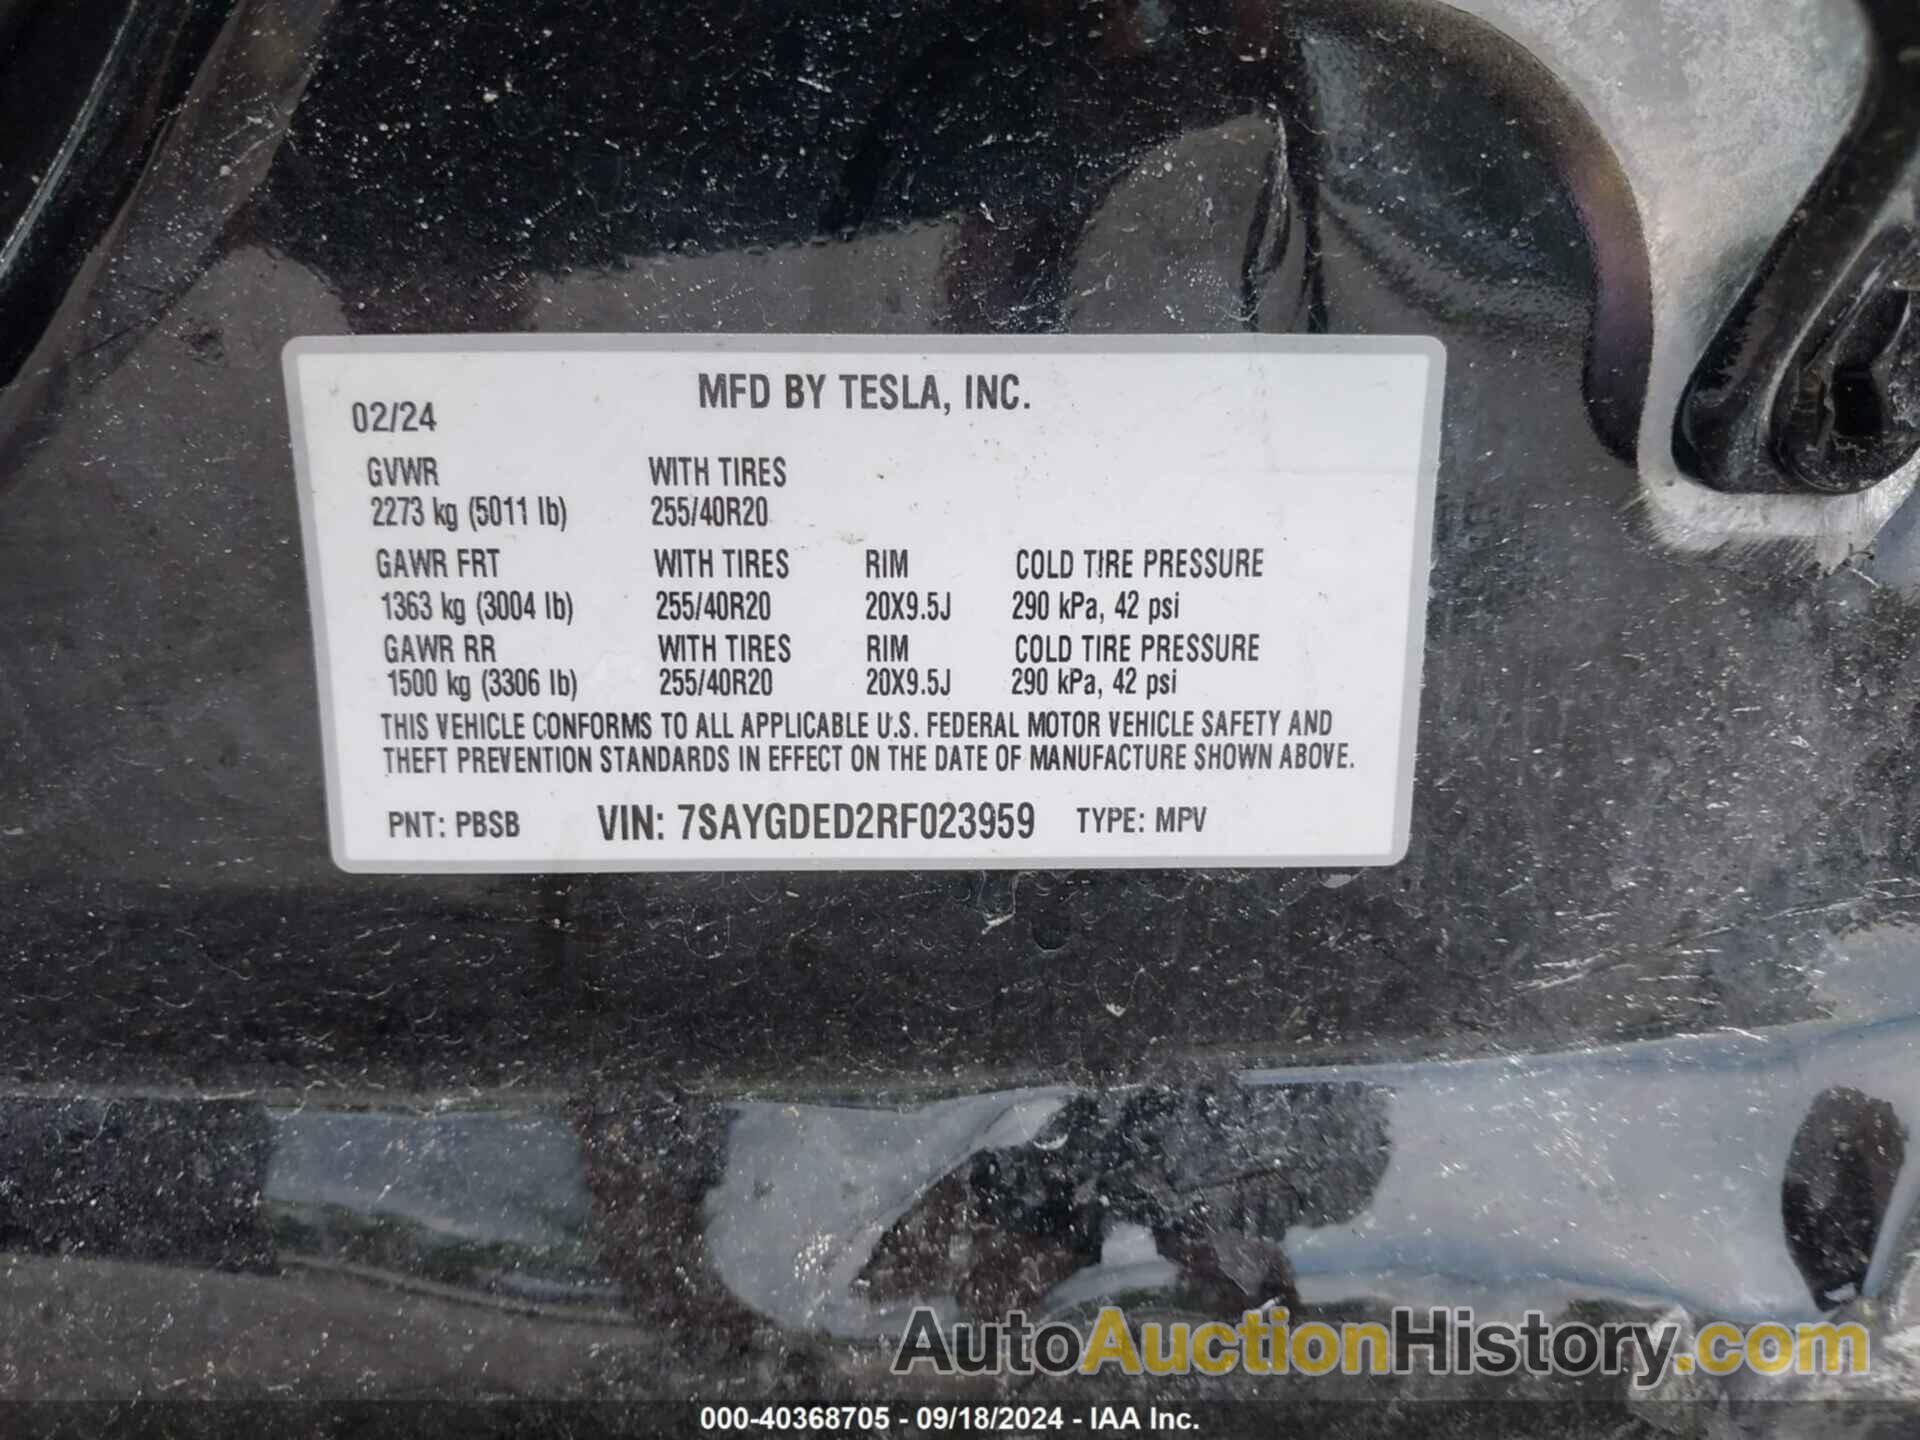 MFD BY TESLA, INC.
02/24
GVWR WITH TIRES
2273 kg (5011 lb) 255/40R20
GAWR FRT WITH TIRES RIM COLD TIRE PRESSURE
1363 kg (3004 lb) 255/40R20 20X9.5J 290 kPa, 42 psi
GAWR RR WITH TIRES RIM COLD TIRE PRESSURE
1500 kg (3306 lb) 255/40R20 20X9.5J 290 kPa, 42 psi
THIS VEHICLE CONFORMS TO ALL APPLICABLE U.S. FEDERAL MOTOR VEHICLE SAFETY AND
THEFT PREVENTION STANDARDS IN EFFECT ON THE DATE OF MANUFACTURE SHOWN ABOVE.
PNT: PBSB VIN: 7SAYGDED2RF023959 TYPE: MPV
AutoAuctionHistory.com
000-40368705 - 09/18/2024 - IAA Inc.